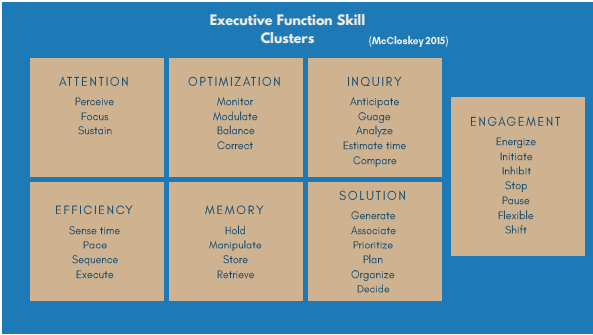 Executive Function Skill
Clusters
(McCloskey 2015)
ATTENTION
Perceive
Focus
Sustain
OPTIMIZATION
Monitor
Modulate
Balance
Correct
INQUIRY
Anticipate
Guage
Analyze
Estimate time
Compare
ENGAGEMENT
Energize
Initiate
Inhibit
Stop
Pause
Flexible
Shift
EFFICIENCY
Sense time
Pace
Sequence
Execute
MEMORY
Hold
Manipulate
Store
Retrieve
SOLUTION
Generate
Associate
Prioritize
Plan
Organize
Decide